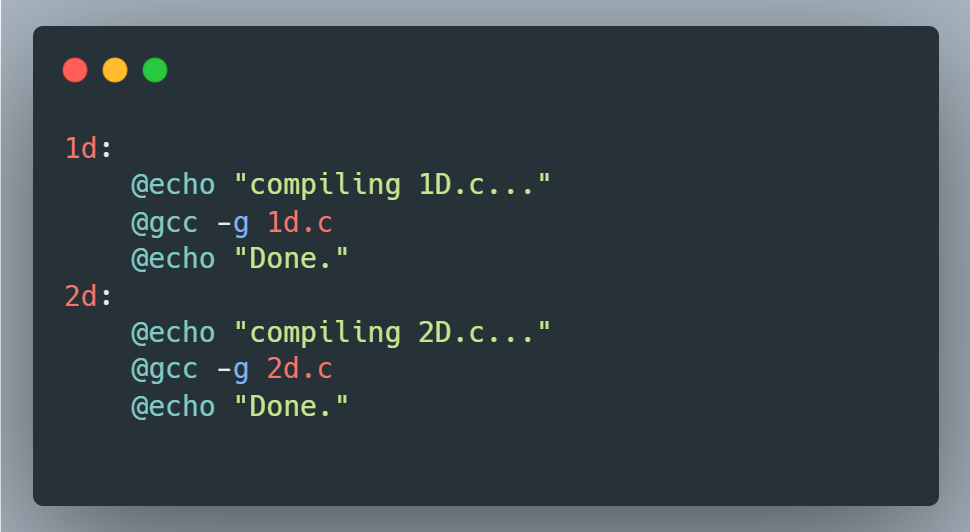 1d:
    @echo "compiling 1D.c..."
    @gcc -g 1d.c
    @echo "Done."
2d:
    @echo "compiling 2D.c..."
    @gcc -g 2d.c
    @echo "Done."